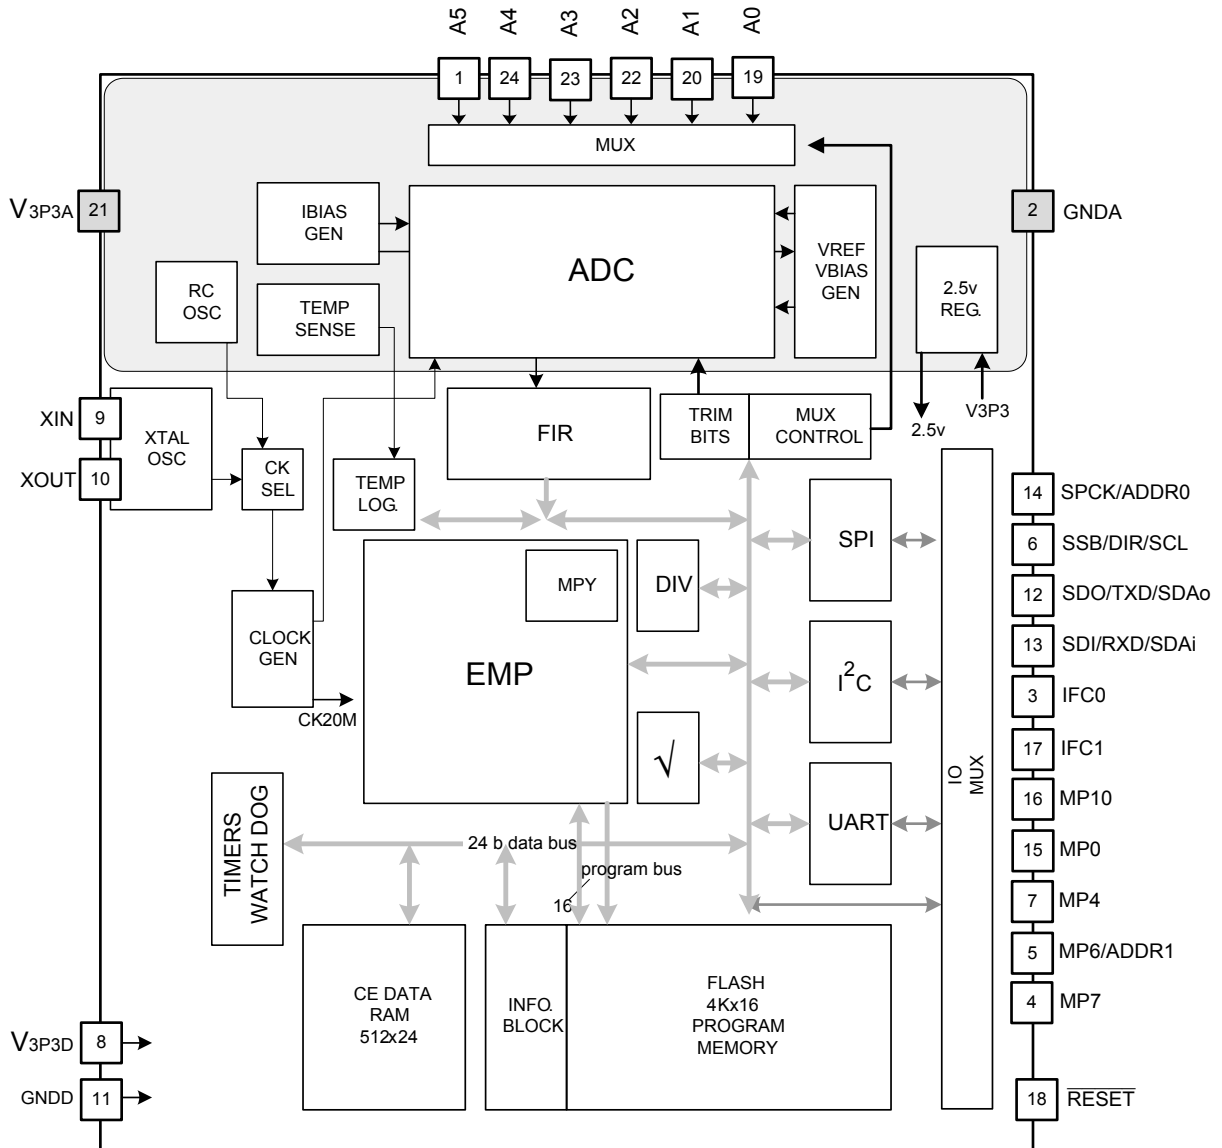 A5 A4 A3 A2 A1 A0
1 24 23 22 20 19
MUX
V3P3A 21
2 GNDA
IBIAS
GEN
ADC
VREF
VBIAS
GEN
RC
OSC
TEMP
SENSE
2.5v
REG.
V3P3
2.5v
XIN 9
XOUT 10
XTAL
OSC
CK
SEL
TEMP
LOG.
FIR
TRIM
BITS
MUX
CONTROL
CLOCK
GEN
CK20M
MPY
EMP
DIV
√
SPI
I2C
UART
IO
MUX
14 SPCK/ADDR0
6 SSB/DIR/SCL
12 SDO/TXD/SDAo
13 SDI/RXD/SDAi
3 IFC0
17 IFC1
16 MP10
15 MP0
7 MP4
5 MP6/ADDR1
4 MP7
18 RESET
TIMERS
WATCH DOG
24 b data bus
program bus
16
CE DATA
RAM
512x24
INFO.
BLOCK
FLASH
4Kx16
PROGRAM
MEMORY
V3P3D 8
GNDD 11